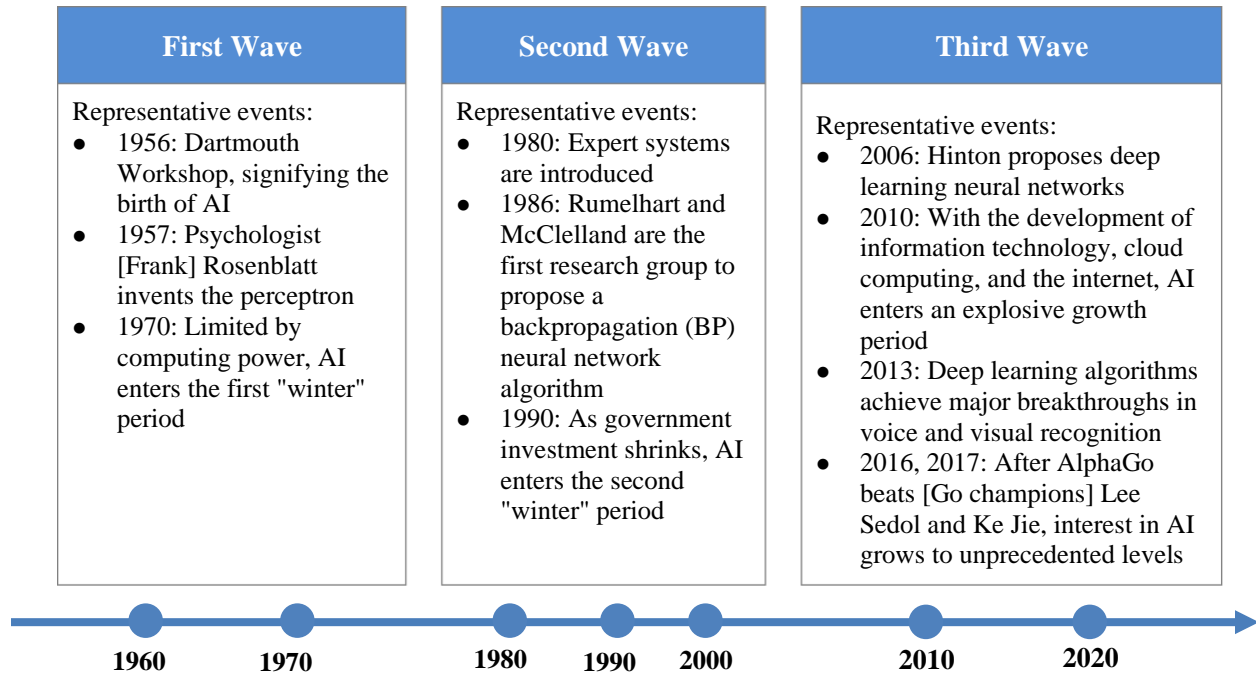 First Wave
Representative events:
● 1956: Dartmouth
Workshop, signifying the
birth of AI
● 1957: Psychologist
[Frank] Rosenblatt
invents the perceptron
● 1970: Limited by
computing power, AI
enters the first "winter"
period
Second Wave
Representative events:
● 1980: Expert systems
are introduced
● 1986: Rumelhart and
McClelland are the
first research group to
propose a
backpropagation (BP)
neural network
algorithm
● 1990: As government
investment shrinks, AI
enters the second
"winter" period
Third Wave
Representative events:
● 2006: Hinton proposes deep
learning neural networks
● 2010: With the development of
information technology, cloud
computing, and the internet, AI
enters an explosive growth
period
● 2013: Deep learning algorithms
achieve major breakthroughs in
voice and visual recognition
● 2016, 2017: After AlphaGo
beats [Go champions] Lee
Sedol and Ke Jie, interest in AI
grows to unprecedented levels
1960 1970 1980 1990 2000 2010 2020